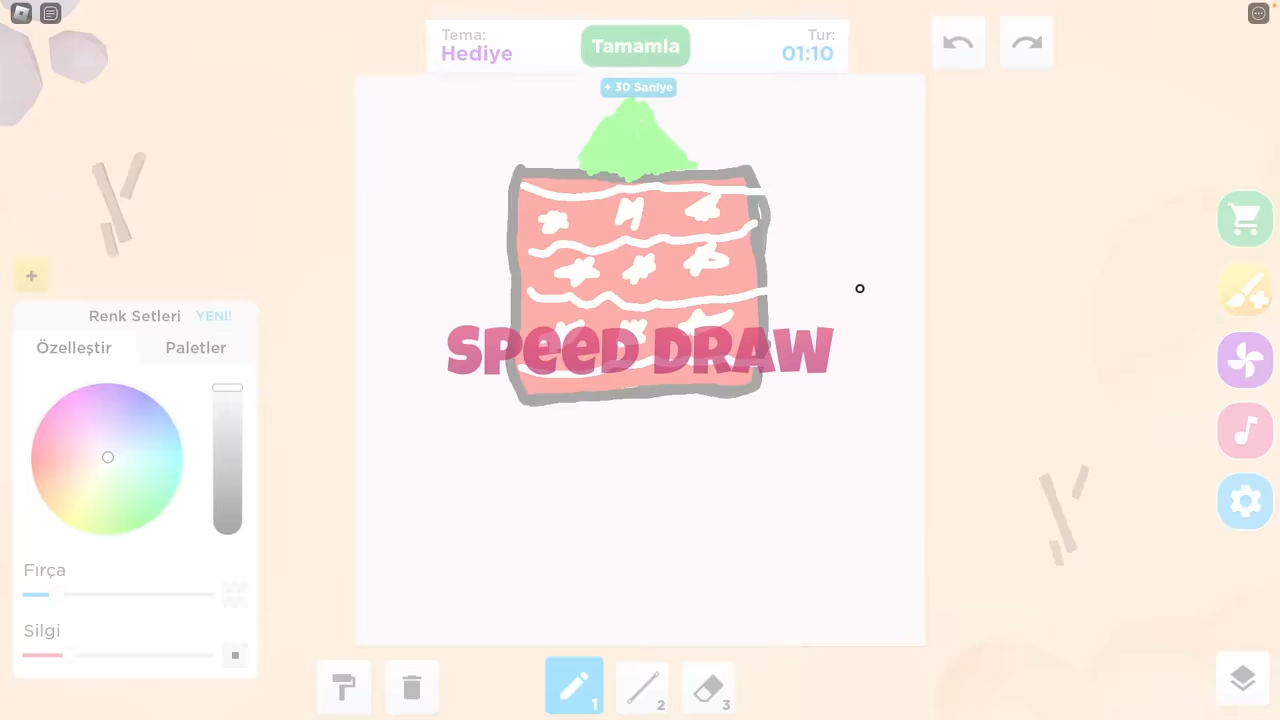 Tema:
Hediye
Tamamla
Tur:
01:10
+ 30 Saniye
+
Renk Setleri YENİ!
Özelleştir
Paletler
SPEED DRAW
Fırça
Silgi
1
2
3